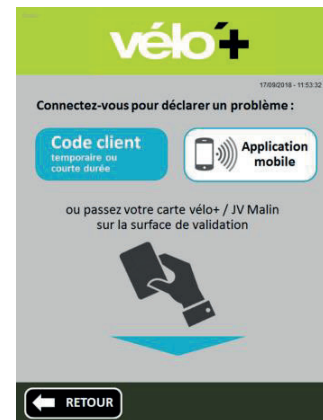 vélo'+
17/09/2018 - 11:53:32
Connectez-vous pour déclarer un problème :
Code client
temporaire ou
courte durée
Application
mobile
ou passez votre carte vélo+ / JV Malin
sur la surface de validation
RETOUR